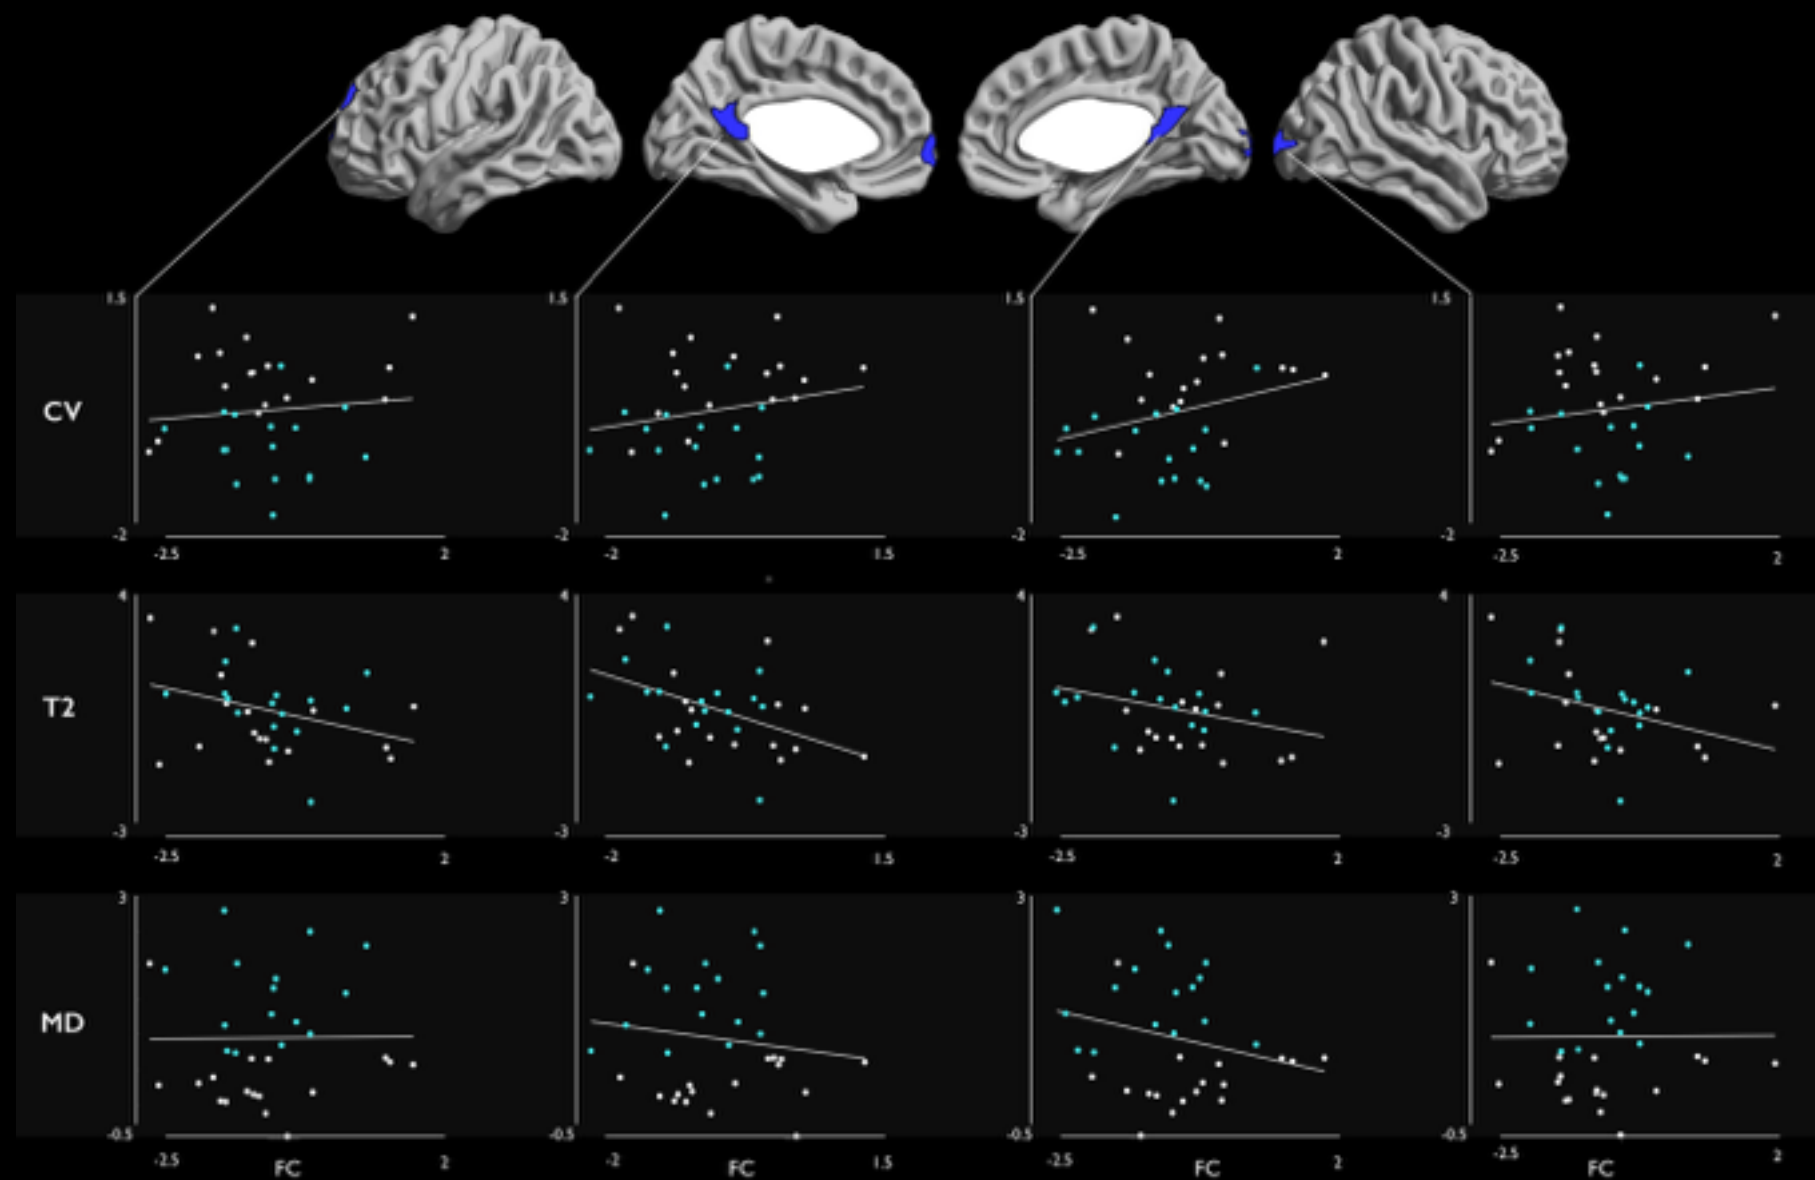 1.5 1.5 1.5 1.5
CV
-2 -2 -2 -2
-2.5 2 -2 1.5 -2.5 2 -2.5 2
4 4 4 4
T2
-3 -3 -3 -3
-2.5 2 -2 1.5 -2.5 2 -2.5 2
3 3 3 3
MD
-0.5 -0.5 -0.5 -0.5
-2.5 FC 2 -2 FC 1.5 -2.5 FC 2 -2.5 FC 2